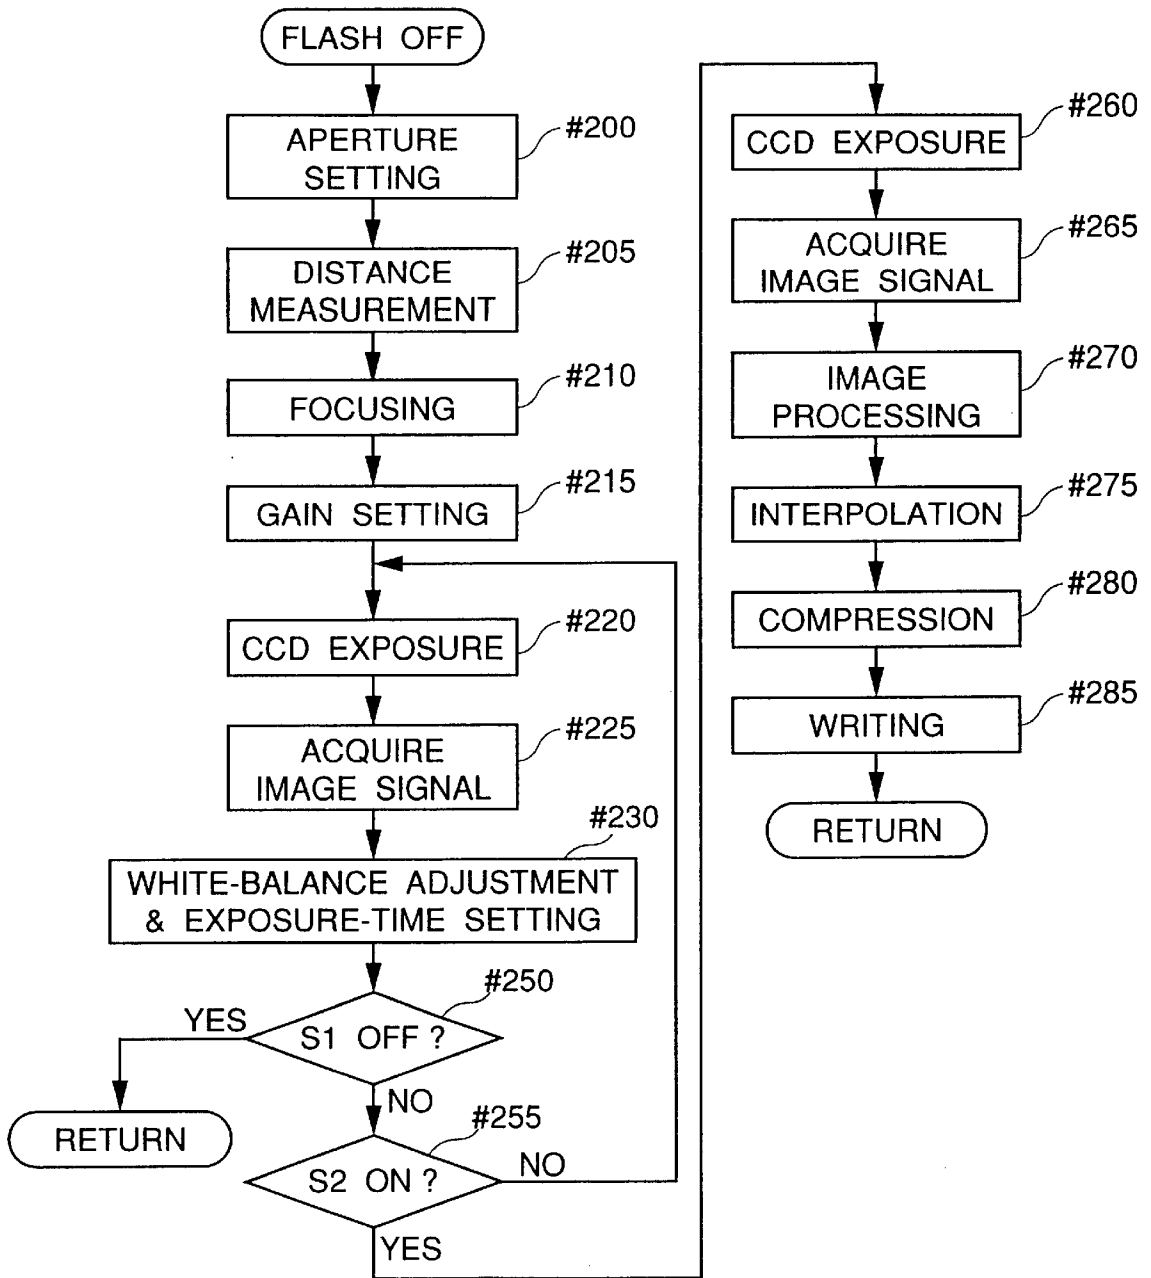 FLASH OFF
APERTURE
SETTING
#200
DISTANCE
MEASUREMENT
#205
FOCUSING
#210
GAIN SETTING
#215
CCD EXPOSURE
#220
ACQUIRE
IMAGE SIGNAL
#225
WHITE-BALANCE ADJUSTMENT
& EXPOSURE-TIME SETTING
#230
S1 OFF ?
#250
YES
RETURN
NO
S2 ON ?
#255
NO
YES
CCD EXPOSURE
#260
ACQUIRE
IMAGE SIGNAL
#265
IMAGE
PROCESSING
#270
INTERPOLATION
#275
COMPRESSION
#280
WRITING
#285
RETURN